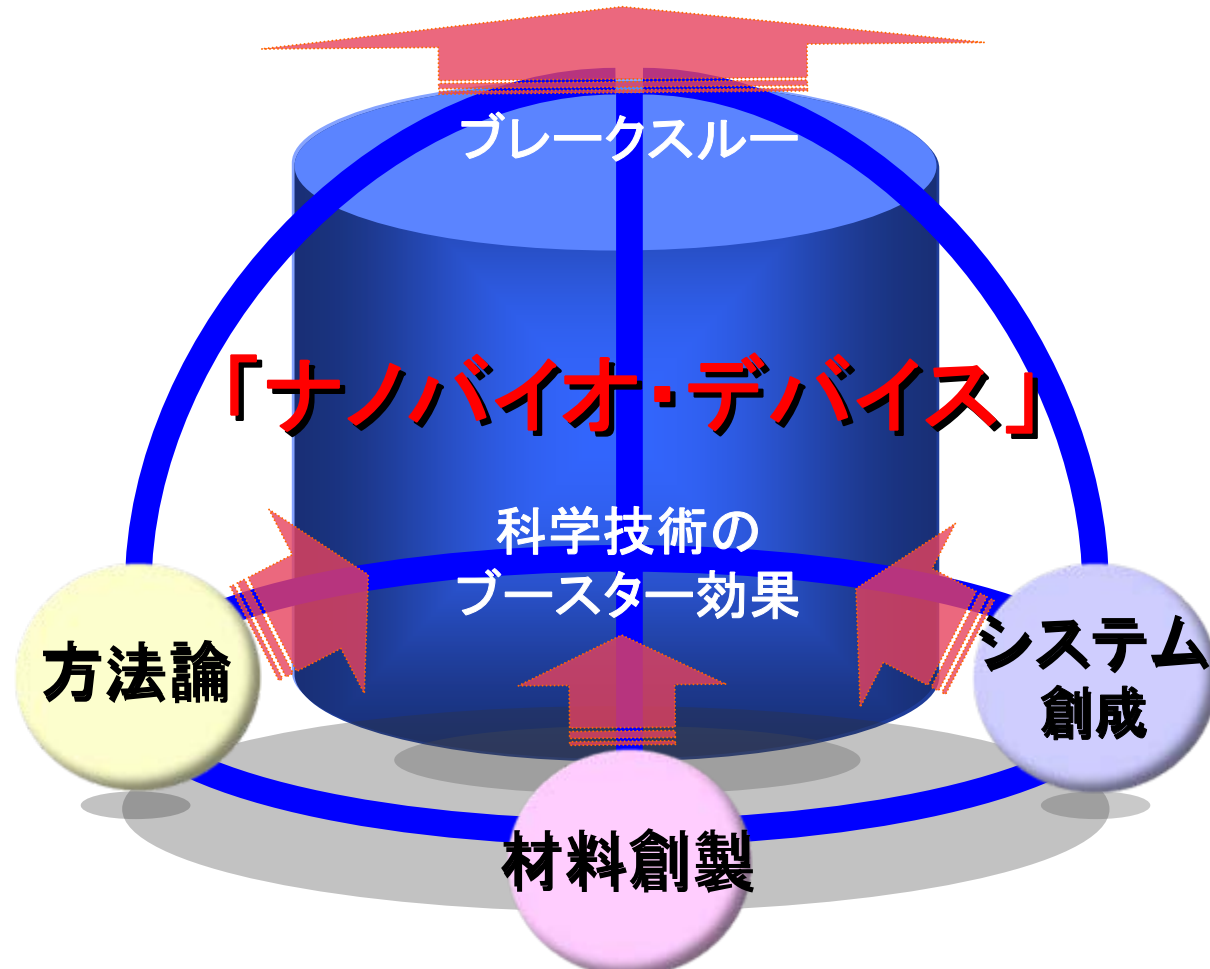 ブレークスルー
「ナノバイオ・デバイス」
科学技術の
ブースター効果
方法論
システム
創成
材料創製